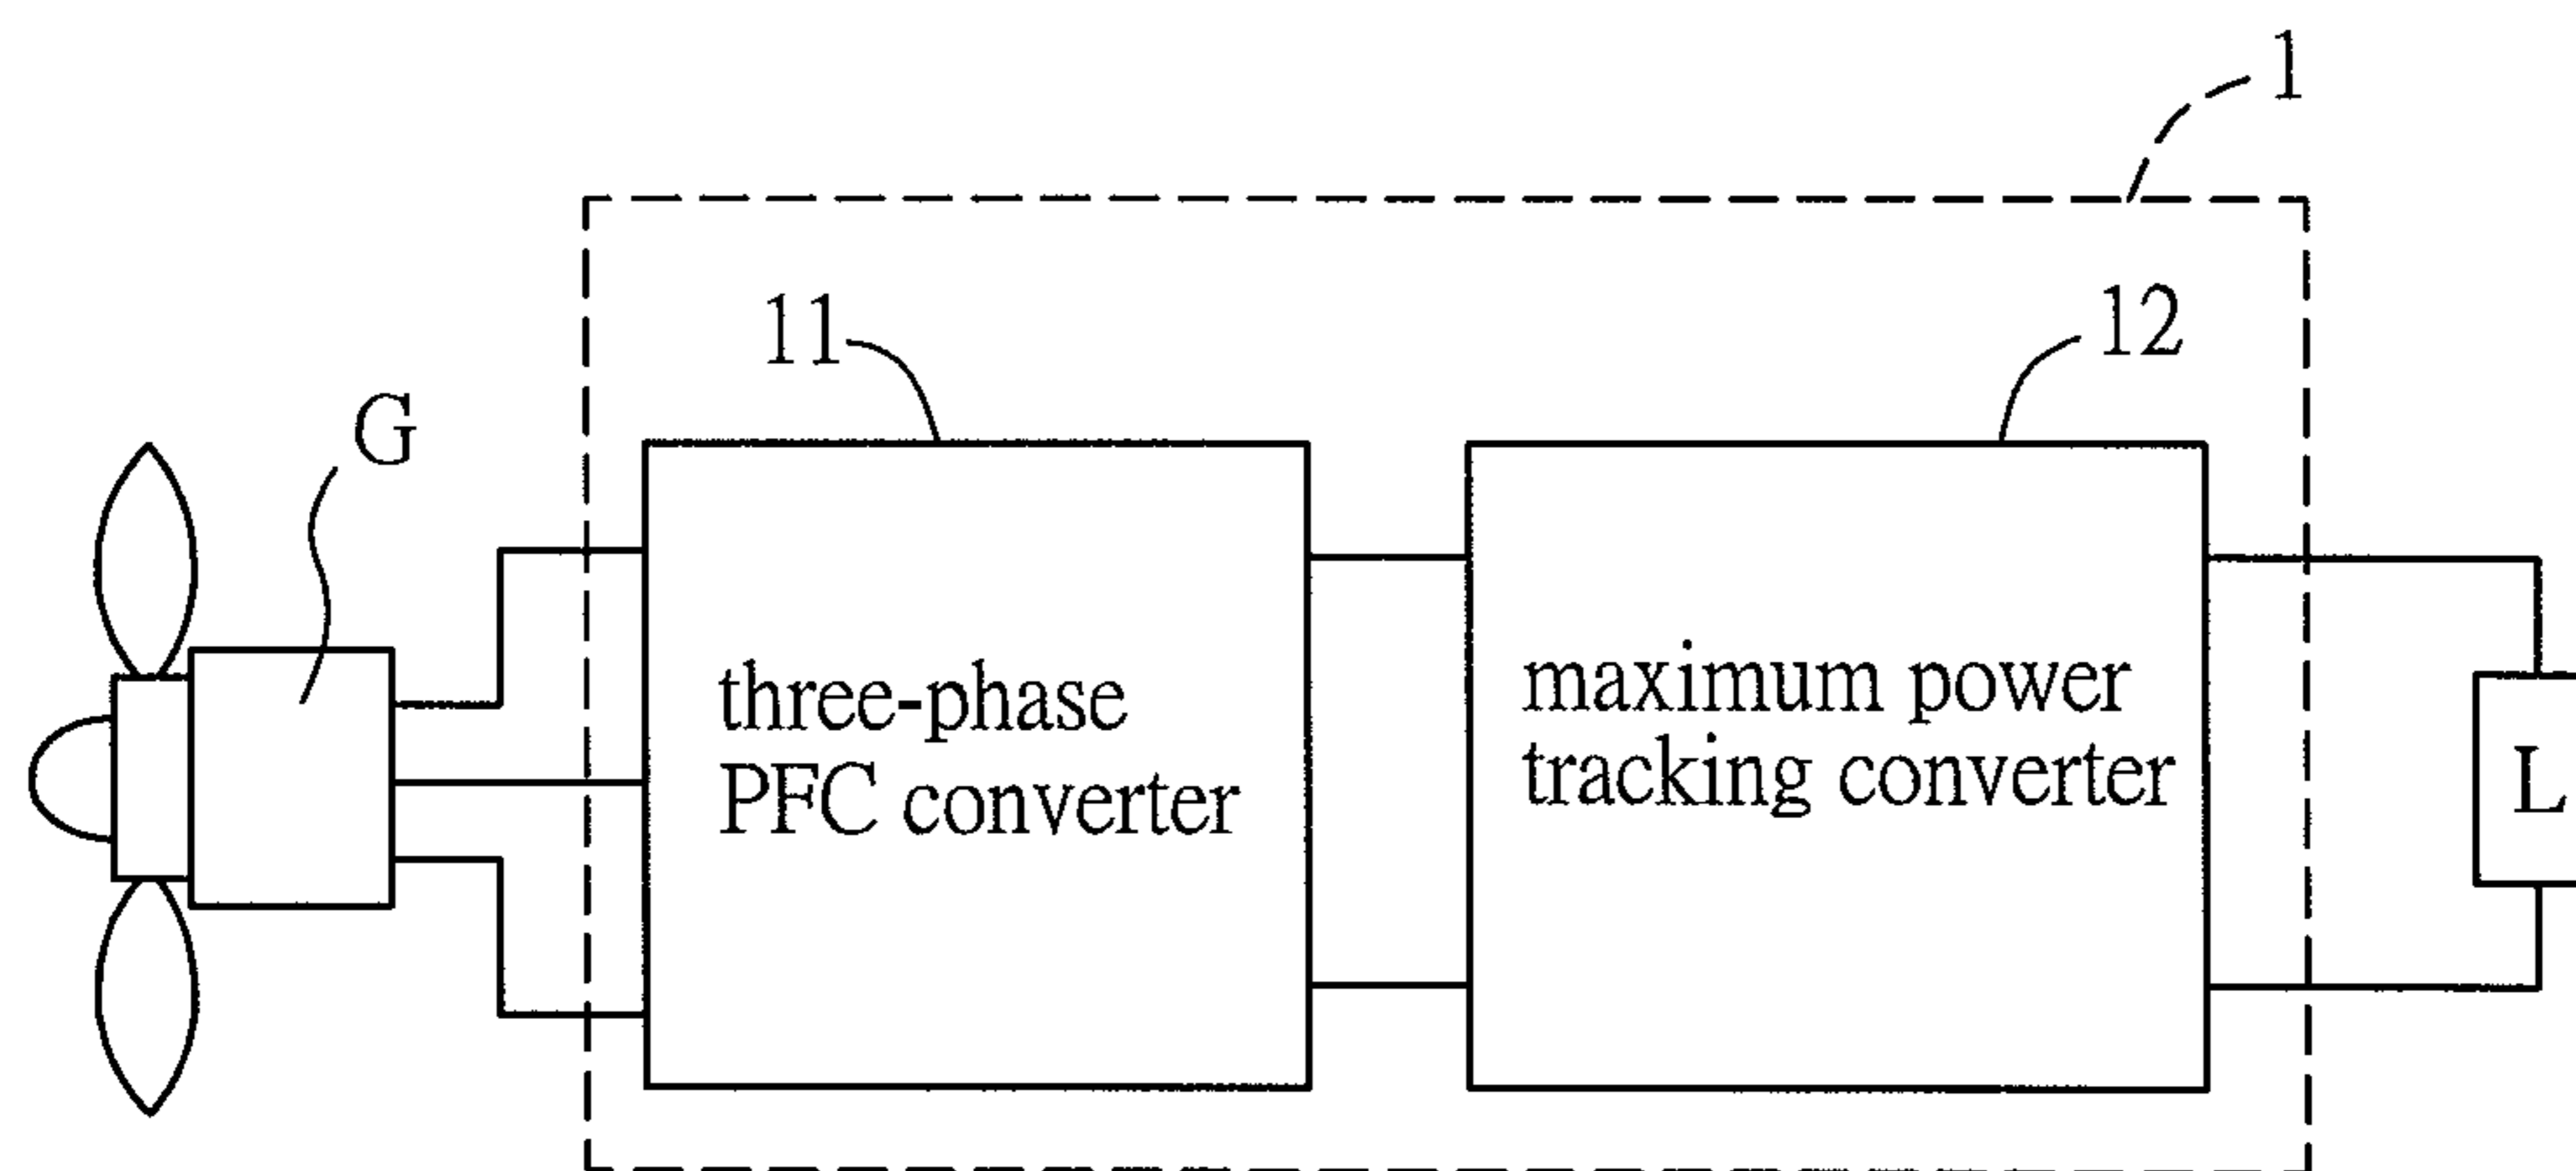 1
11
12
G
three-phase
PFC converter
maximum power
tracking converter
L